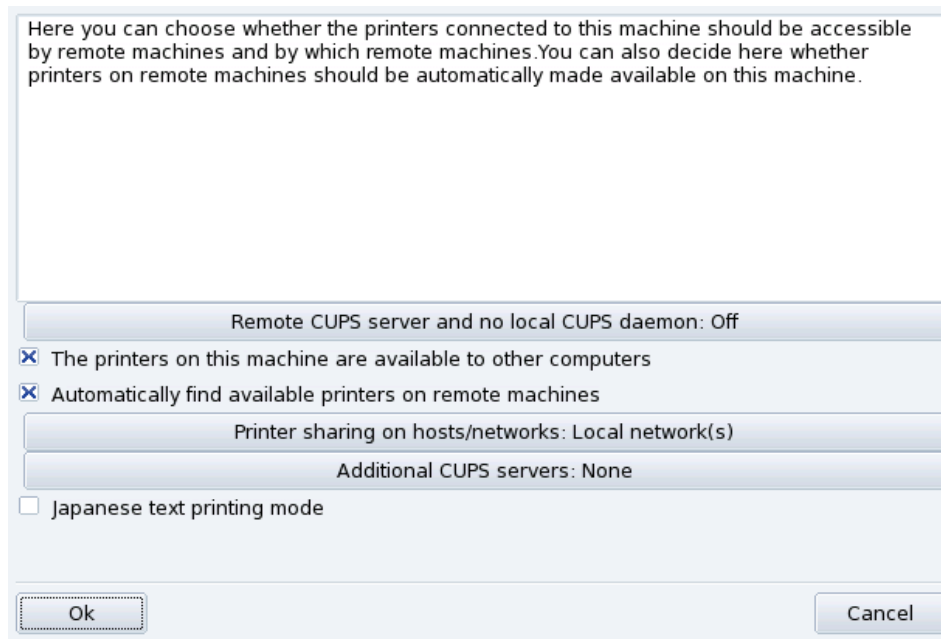 Here you can choose whether the printers connected to this machine should be accessible
by remote machines and by which remote machines.You can also decide here whether
printers on remote machines should be automatically made available on this machine.
Remote CUPS server and no local CUPS daemon: Off
The printers on this machine are available to other computers
Automatically find available printers on remote machines
Printer sharing on hosts/networks: Local network(s)
Additional CUPS servers: None
Japanese text printing mode
Ok
Cancel